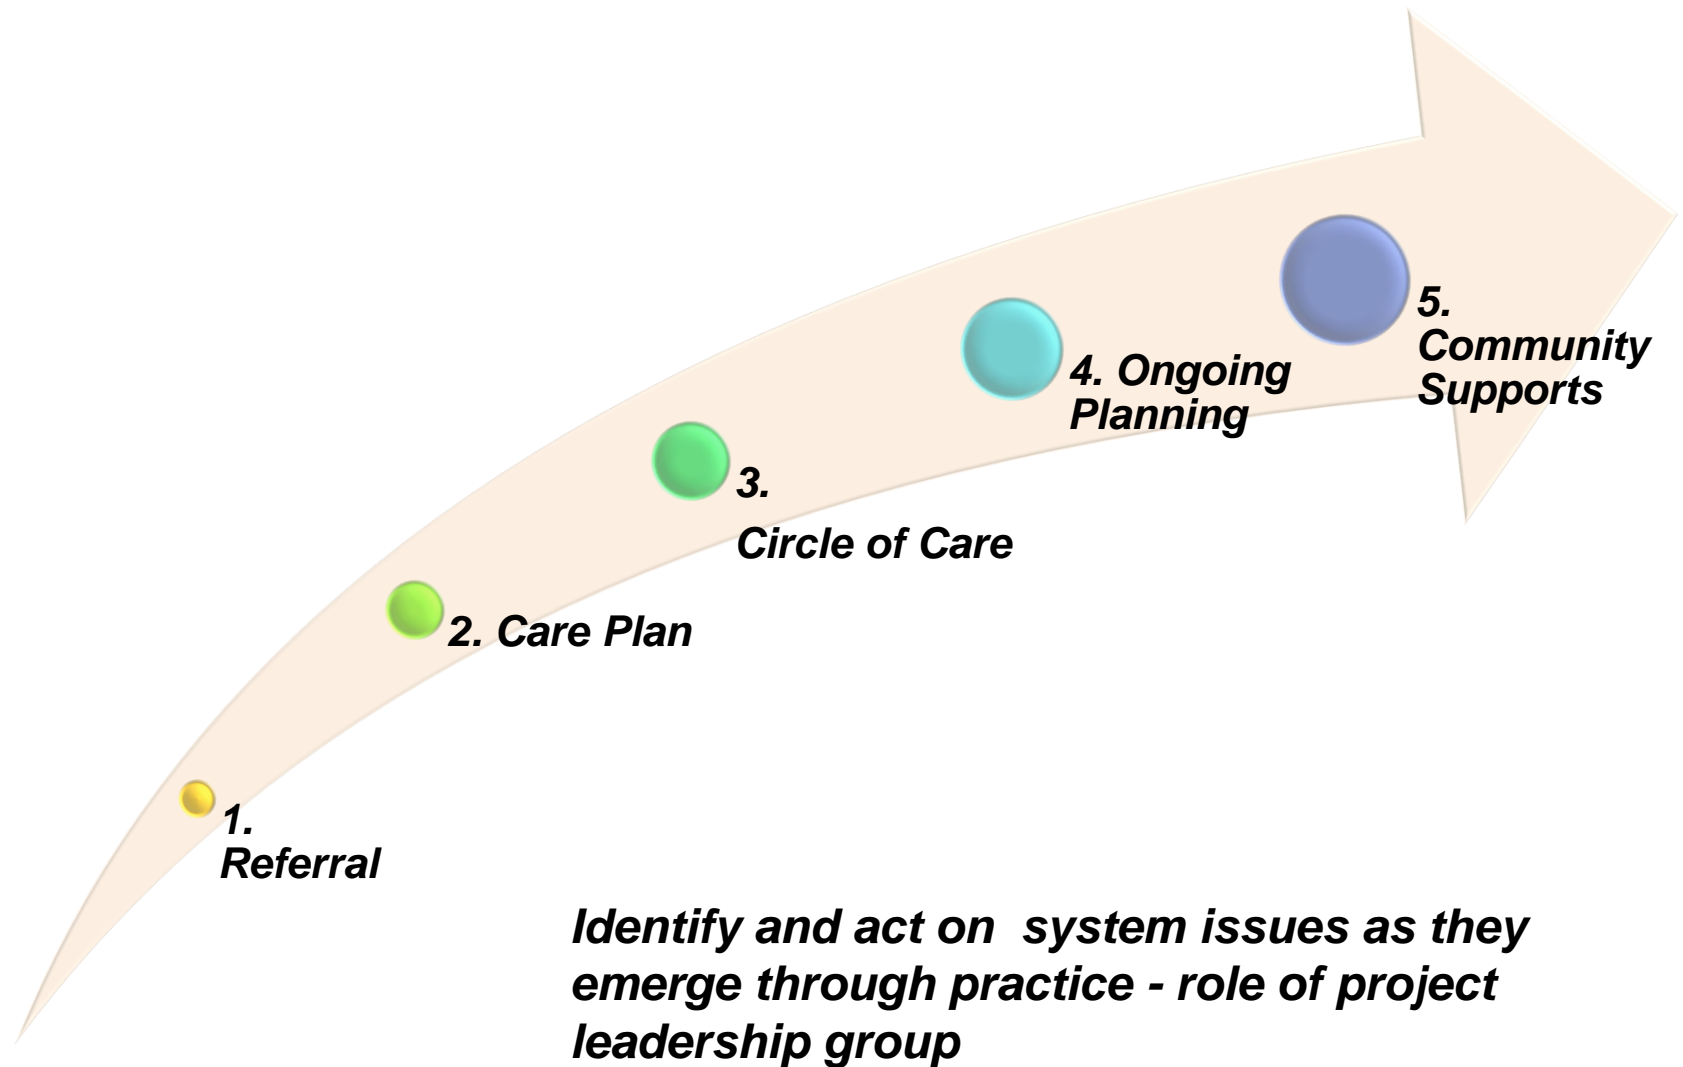 1.
Referral
2. Care Plan
3.
Circle of Care
4. Ongoing
Planning
5.
Community
Supports
Identify and act on  system issues as they
emerge through practice - role of project
leadership group